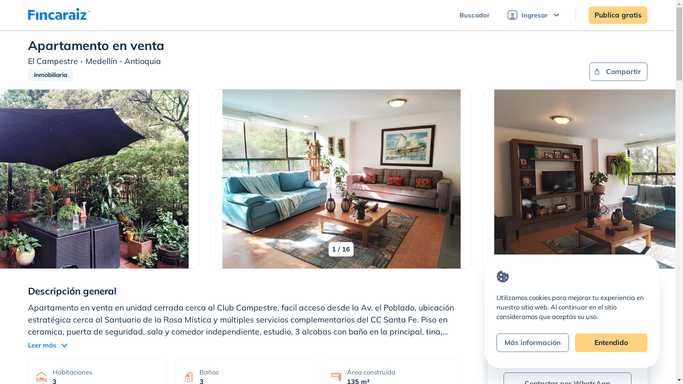 Fincaraiz
Buscador
Ingresar
Publica gratis
Apartamento en venta
El Campestre - Medellín - Antioquia
Inmobiliaria
Compartir
1 / 16
Descripción general
Apartamento en venta en unidad cerrada cerca al Club Campestre, facil acceso desde la Av. el Poblado, ubicación
estratégica cerca al Santuario de la Rosa Mística y múltiples servicios complementarios del CC Santa Fe. Piso en
ceramica, puerta de seguridad, sala y comedor independiente, estudio, 3 alcobas con baño en la principal, tina,...
Leer más
Habitaciones
3
Baños
3
Área construida
135 m²
Utilizamos cookies para mejorar tu experiencia en
nuestro sitio web. Al continuar en el sitio
consideramos que aceptas su uso.
Más información
Entendido
Contactar por WhatsApp